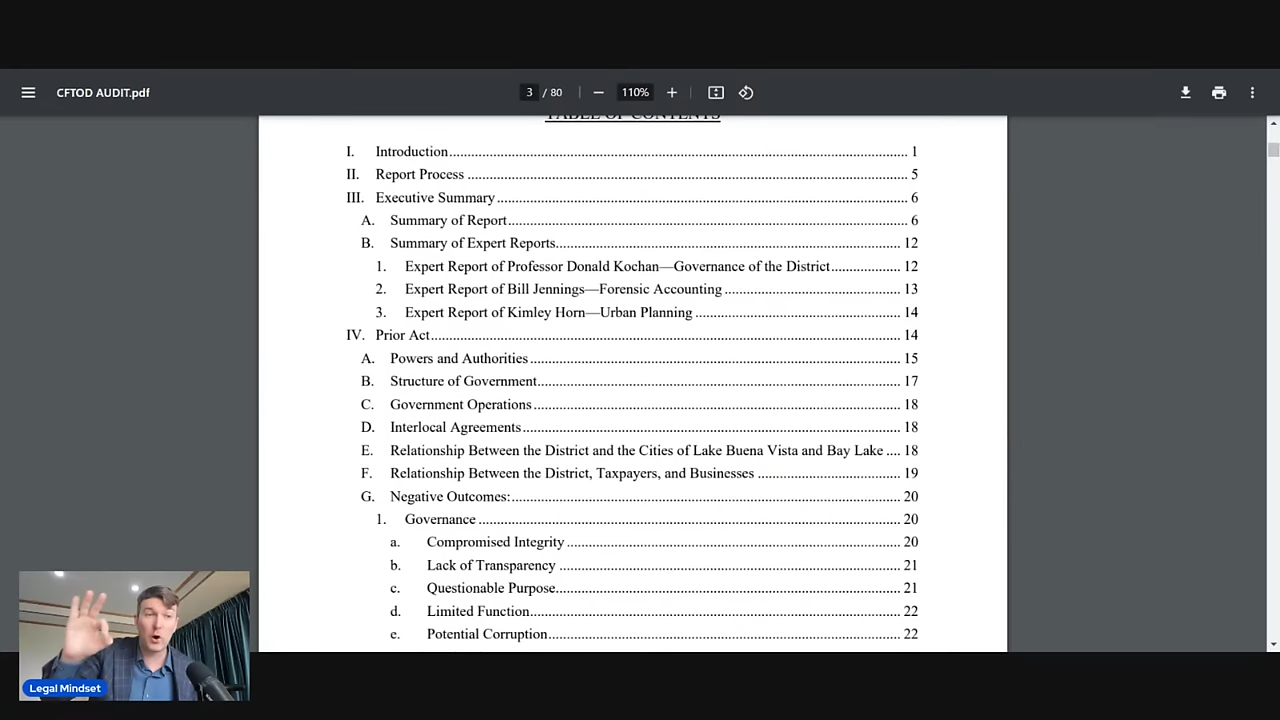 CFTOD AUDIT.pdf
3 / 80
110%
TABLE OF CONTENTS
I. Introduction.......... 1
II. Report Process .......... 5
III. Executive Summary.......... 6
A. Summary of Report.......... 6
B. Summary of Expert Reports.......... 12
1. Expert Report of Professor Donald Kochan—Governance of the District.......... 12
2. Expert Report of Bill Jennings—Forensic Accounting .......... 13
3. Expert Report of Kimley Horn—Urban Planning .......... 14
IV. Prior Act.......... 14
A. Powers and Authorities .......... 15
B. Structure of Government.......... 17
C. Government Operations .......... 18
D. Interlocal Agreements .......... 18
E. Relationship Between the District and the Cities of Lake Buena Vista and Bay Lake .... 18
F. Relationship Between the District, Taxpayers, and Businesses .......... 19
G. Negative Outcomes:.......... 20
1. Governance .......... 20
a. Compromised Integrity .......... 20
b. Lack of Transparency .......... 21
c. Questionable Purpose.......... 21
d. Limited Function.......... 22
e. Potential Corruption.......... 22
Legal Mindset